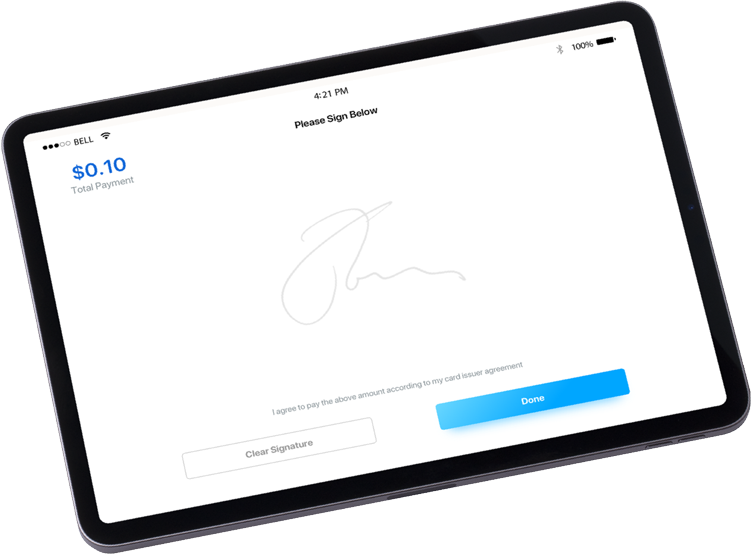 BELL
4:21 PM
100%
Please Sign Below
$0.10
Total Payment
I agree to pay the above amount according to my card issuer agreement
Clear Signature
Done